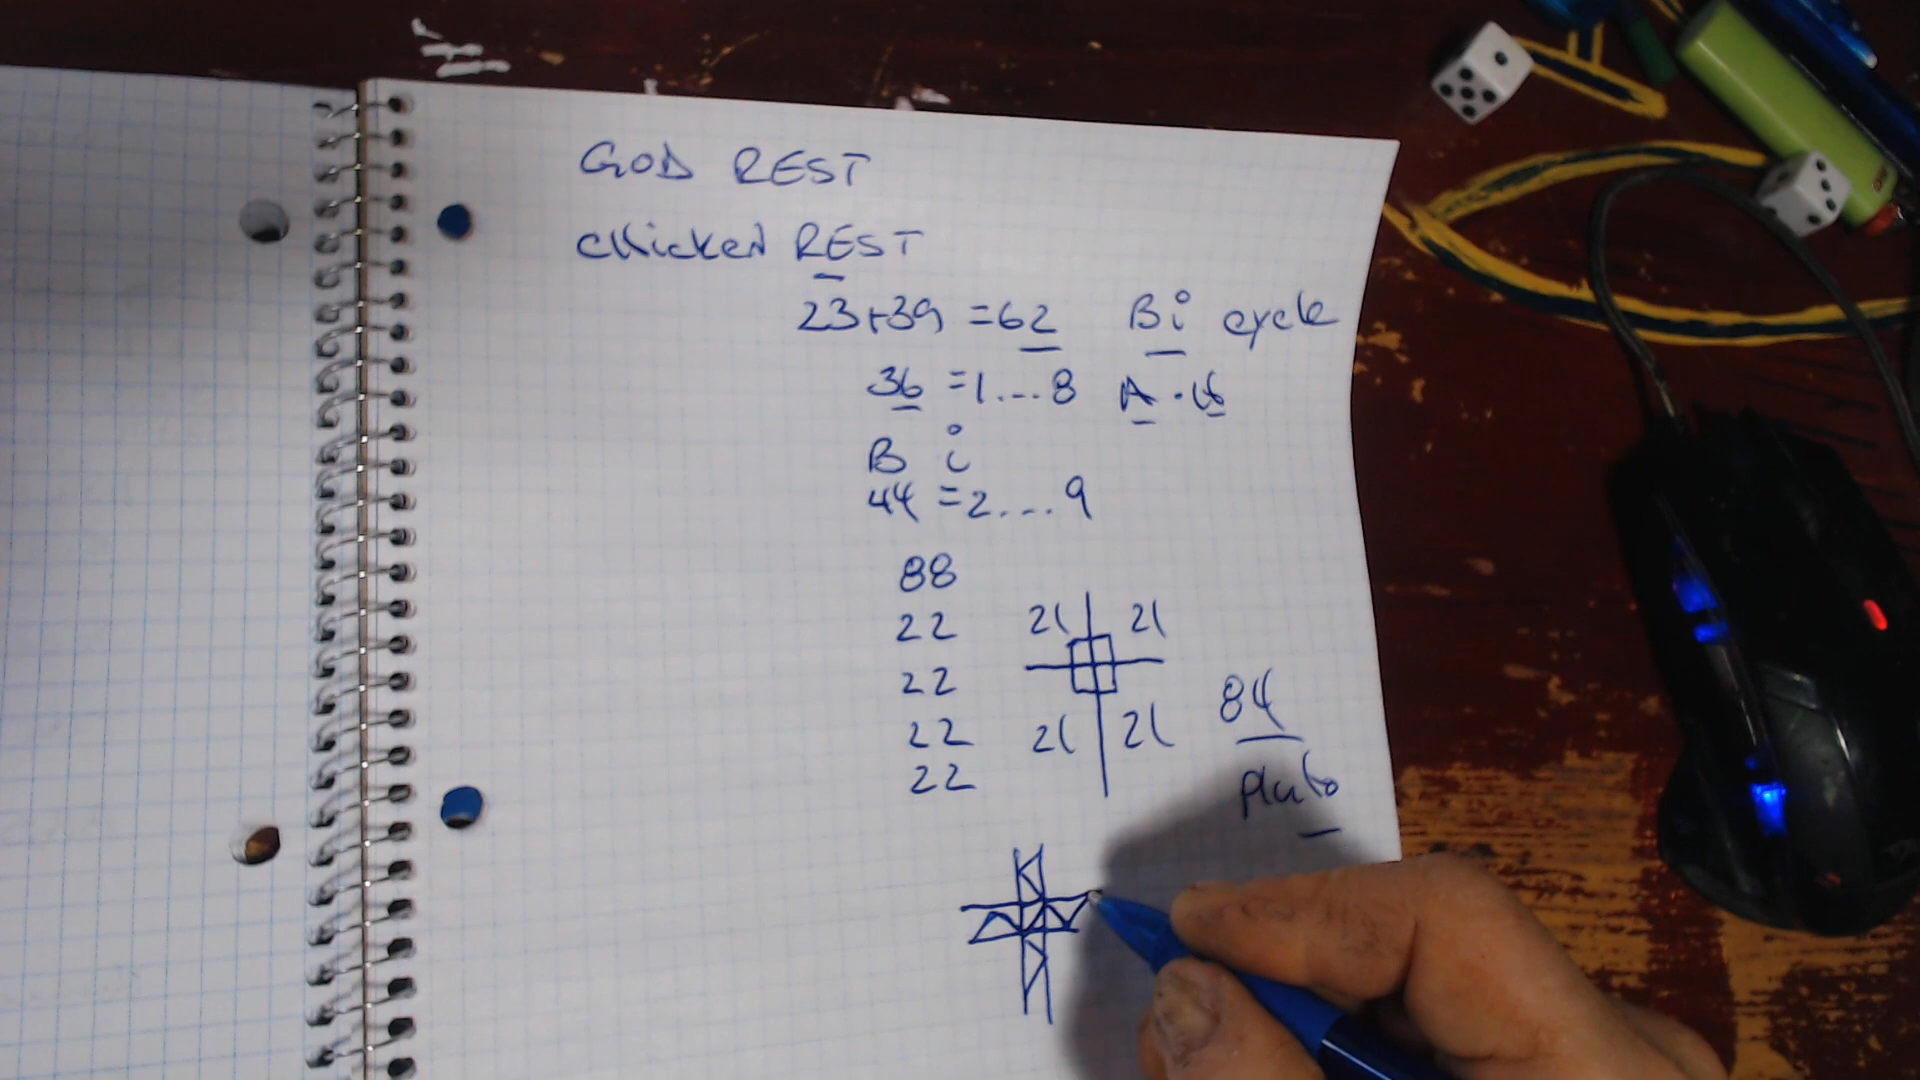 GOD REST
chicken REST
23+39 =62 Bi cycle
36 =1...8 A .16
B i
44 =2...9
88
22 21 21
22 84
22 21 21
22 Pluto